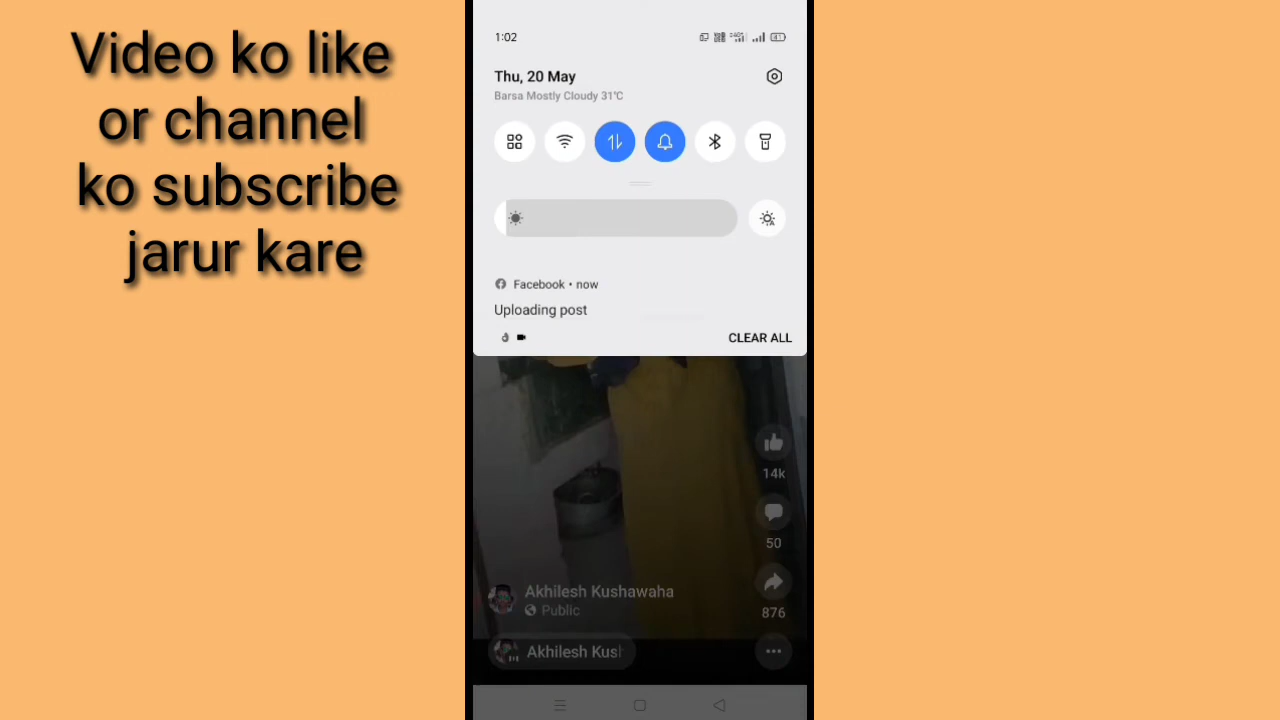 Video ko like
or channel
ko subscribe
jarur kare
1:02
Thu, 20 May
Barsa Mostly Cloudy 31°C
Facebook • now
Uploading post
CLEAR ALL
14k
50
Akhilesh Kushawaha
Public
876
Akhilesh Kus